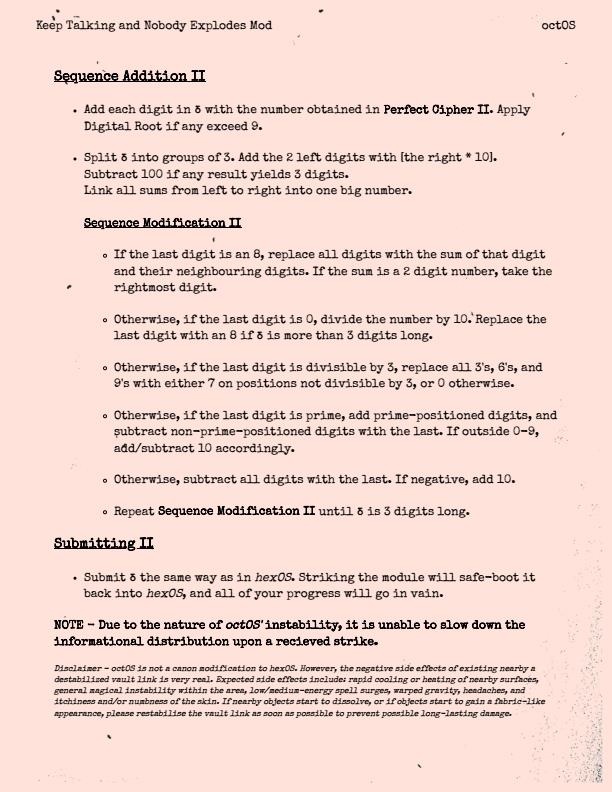 Keep Talking and Nobody Explodes Mod
octOS
Sequence Addition II
• Add each digit in δ with the number obtained in Perfect Cipher II. Apply
Digital Root if any exceed 9.
• Split δ into groups of 3. Add the 2 left digits with [the right * 10].
Subtract 100 if any result yields 3 digits.
Link all sums from left to right into one big number.
Sequence Modification II
◦ If the last digit is an 8, replace all digits with the sum of that digit
and their neighbouring digits. If the sum is a 2 digit number, take the
rightmost digit.
◦ Otherwise, if the last digit is 0, divide the number by 10. Replace the
last digit with an 8 if δ is more than 3 digits long.
◦ Otherwise, if the last digit is divisible by 3, replace all 3's, 6's, and
9's with either 7 on positions not divisible by 3, or 0 otherwise.
◦ Otherwise, if the last digit is prime, add prime-positioned digits, and
subtract non-prime-positioned digits with the last. If outside 0-9,
add/subtract 10 accordingly.
◦ Otherwise, subtract all digits with the last. If negative, add 10.
◦ Repeat Sequence Modification II until δ is 3 digits long.
Submitting II
• Submit δ the same way as in hexOS. Striking the module will safe-boot it
back into hexOS, and all of your progress will go in vain.
NOTE - Due to the nature of octOS' instability, it is unable to slow down the
informational distribution upon a recieved strike.
Disclaimer - octOS is not a canon modification to hexOS. However, the negative side effects of existing nearby a
destabilized vault link is very real. Expected side effects include: rapid cooling or heating of nearby surfaces,
general magical instability within the area, low/medium-energy spell surges, warped gravity, headaches, and
itchiness and/or numbness of the skin. If nearby objects start to dissolve, or if objects start to gain a fabric-like
appearance, please restabilise the vault link as soon as possible to prevent possible long-lasting damage.